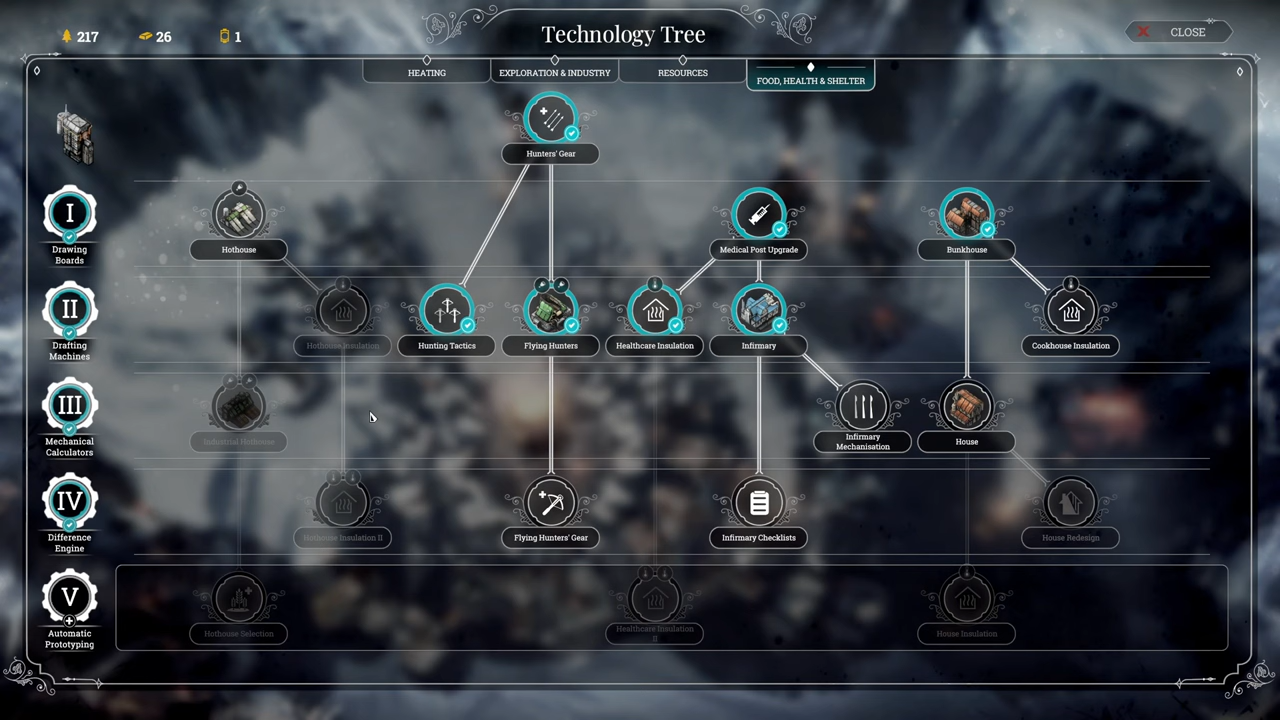 217
26
1
Technology Tree
CLOSE
HEATING
EXPLORATION & INDUSTRY
RESOURCES
FOOD, HEALTH & SHELTER
Hunters' Gear
I
Drawing
Boards
Hothouse
Medical Post Upgrade
Bunkhouse
II
Drafting
Machines
Hothouse Insulation
Hunting Tactics
Flying Hunters
Healthcare Insulation
Infirmary
Cookhouse Insulation
III
Mechanical
Calculators
Industrial Hothouse
Infirmary
Mechanisation
House
IV
Difference
Engine
Hothouse Insulation II
Flying Hunters' Gear
Infirmary Checklists
House Redesign
V
Automatic
Prototyping
Hothouse Selection
Healthcare Insulation
II
House Insulation